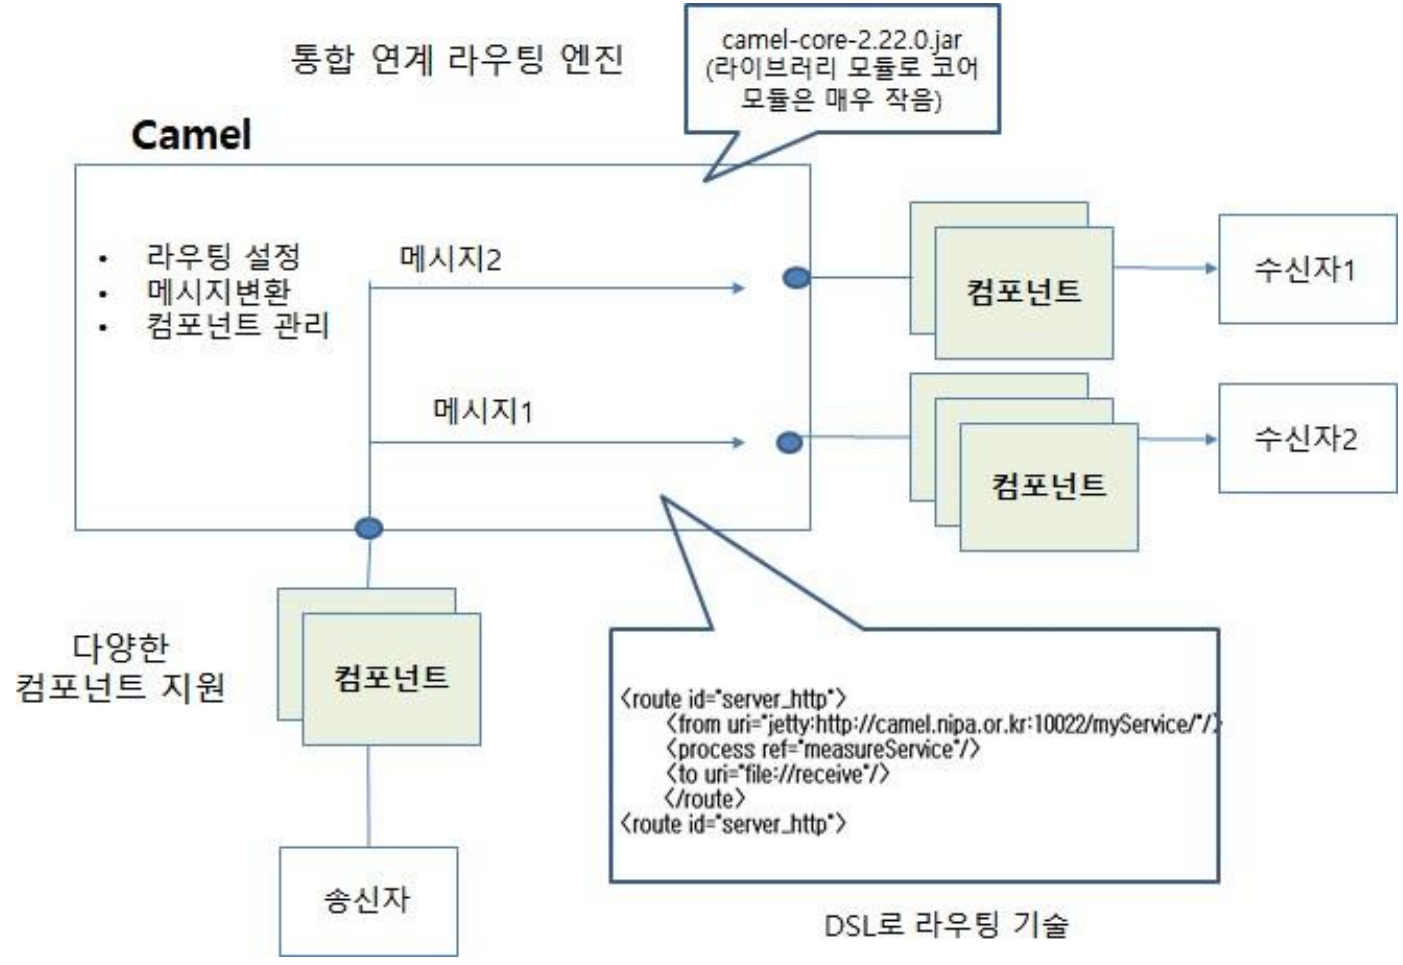 통합 연계 라우팅 엔진
camel-core-2.22.0.jar
(라이브러리 모듈로 코어
모듈은 매우 작음)
Camel
• 라우팅 설정
• 메시지변환
• 컴포넌트 관리
메시지2
메시지1
컴포넌트
수신자1
컴포넌트
수신자2
다양한
컴포넌트 지원
컴포넌트
송신자
<route id="server_http">
<from uri="jetty:http://camel.nipa.or.kr:10022/myService/"/>
<process ref="measureService"/>
<to uri="file://receive"/>
</route>
<route id="server_http">
DSL로 라우팅 기술